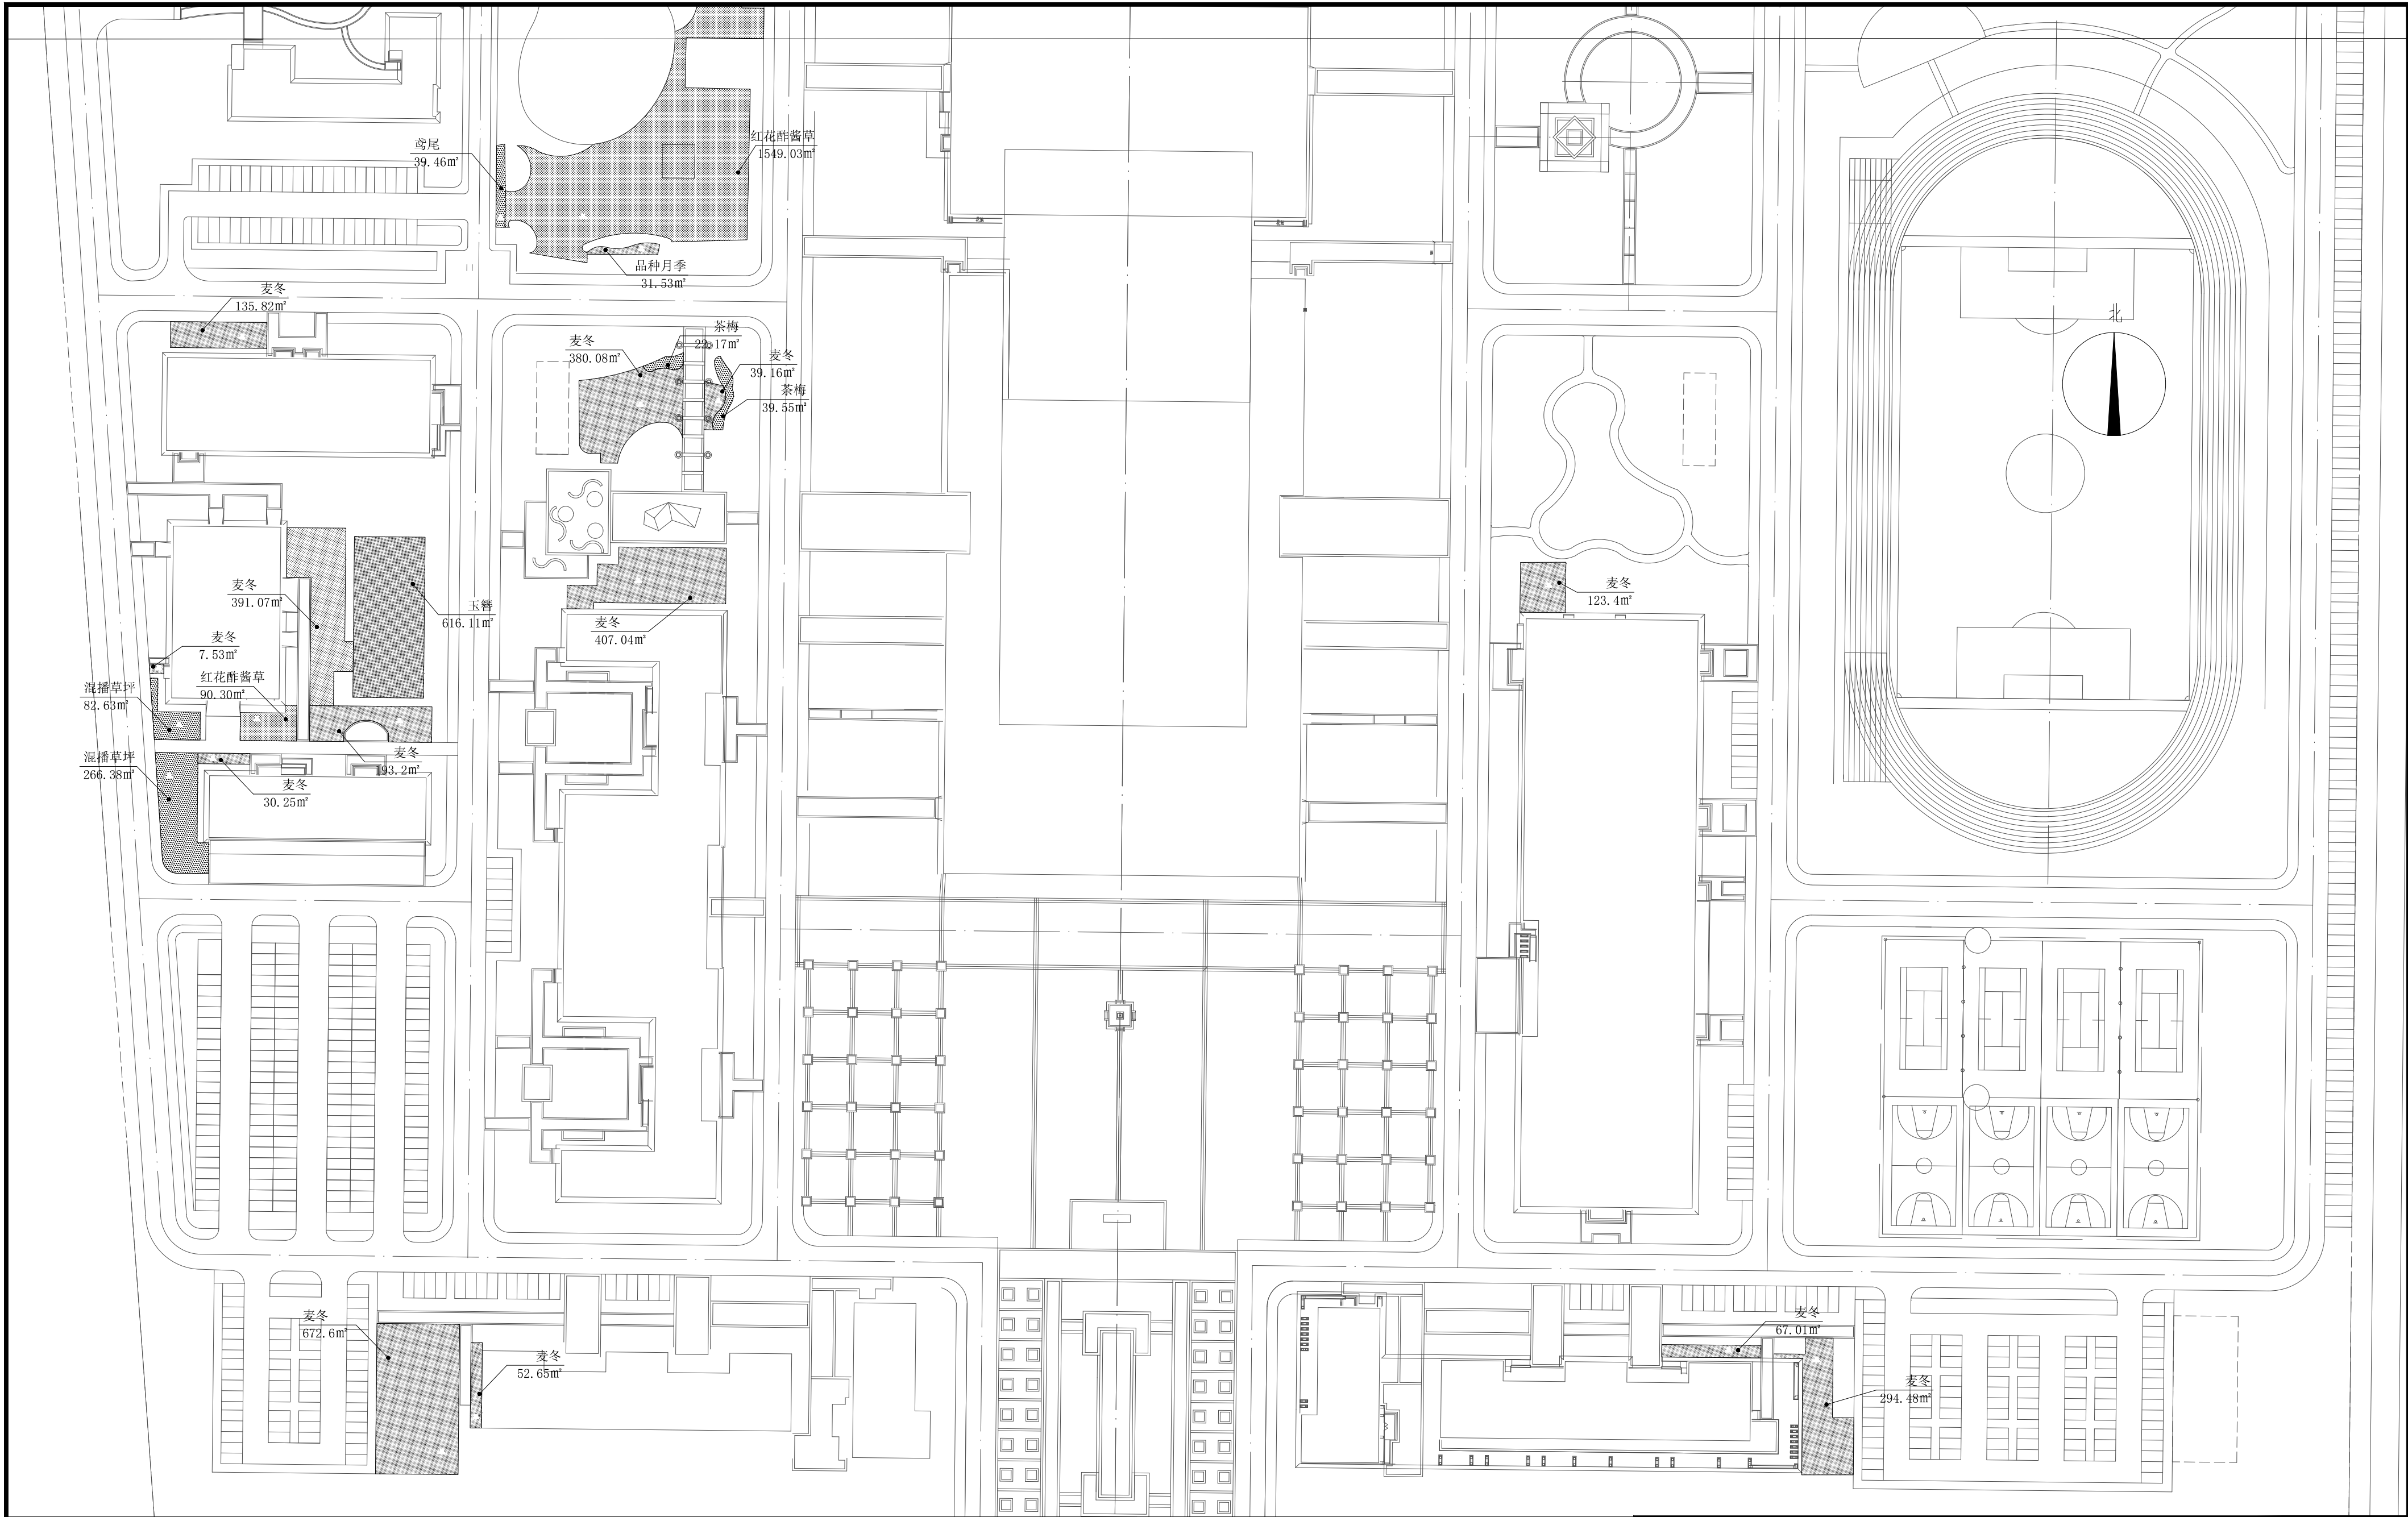 红花酢酱草
1549.03m²
鸢尾
39.46m²
品种月季
31.53m²
麦冬
135.82m²
北
茶梅
22.17m²
麦冬
380.08m²
麦冬
39.16m²
茶梅
39.55m²
麦冬
391.07m²
玉簪
616.11m²
麦冬
123.4m²
麦冬
407.04m²
麦冬
7.53m²
红花酢酱草
90.30m²
混播草坪
82.63m²
麦冬
193.2m²
混播草坪
266.38m²
麦冬
30.25m²
麦冬
672.6m²
麦冬
67.01m²
麦冬
52.65m²
麦冬
294.48m²